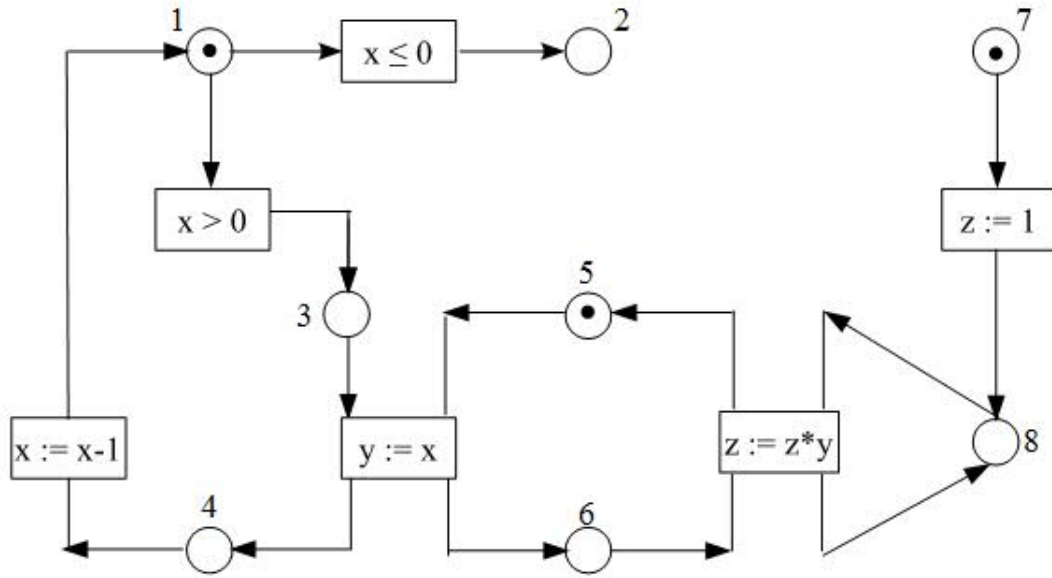 1
x ≤ 0
2
7
x > 0
z := 1
5
3
x := x-1
y := x
z := z*y
8
4
6